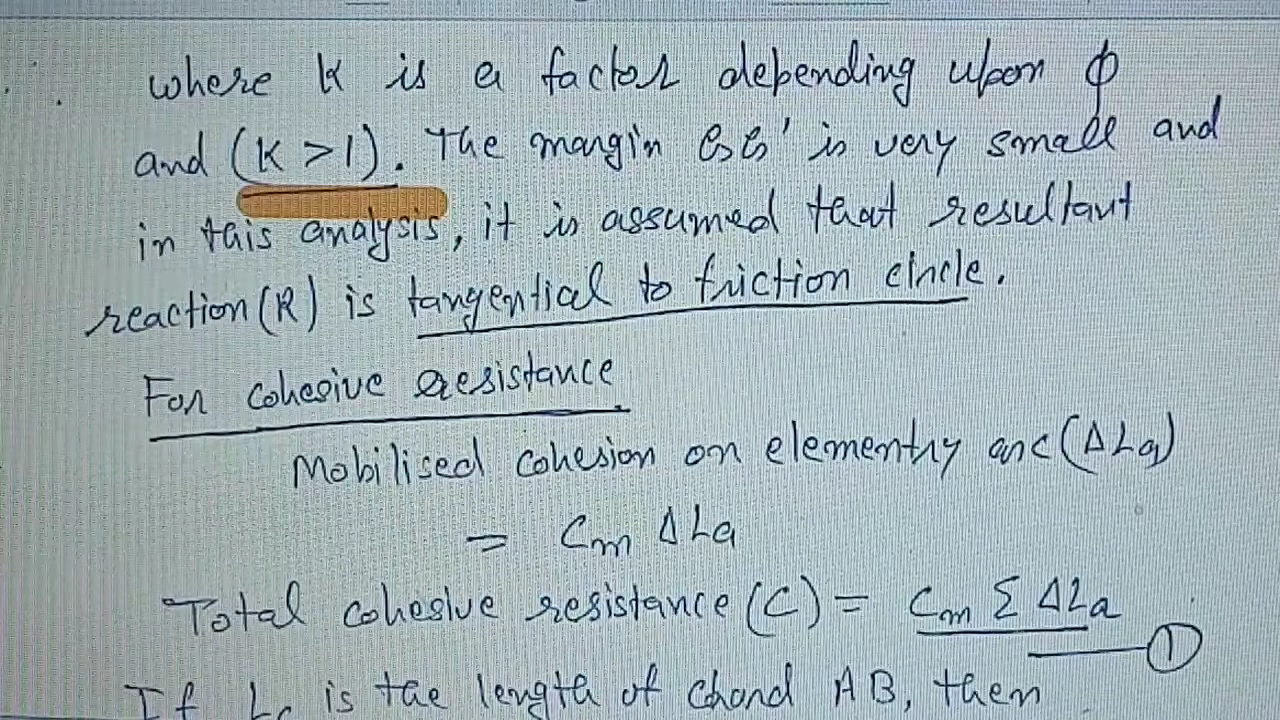 where K is a factor depending upon ϕ
and (K > 1). The margin BB' is very small and
in this analysis, it is assumed that resultant
reaction (R) is tangential to friction circle.
For cohesive resistance
Mobilised cohesion on elementry arc (ΔLa)
= Cm ΔLa
Total cohesive resistance (C) = Cm Σ ΔLa
①
If Lc is the length of chord AB, then